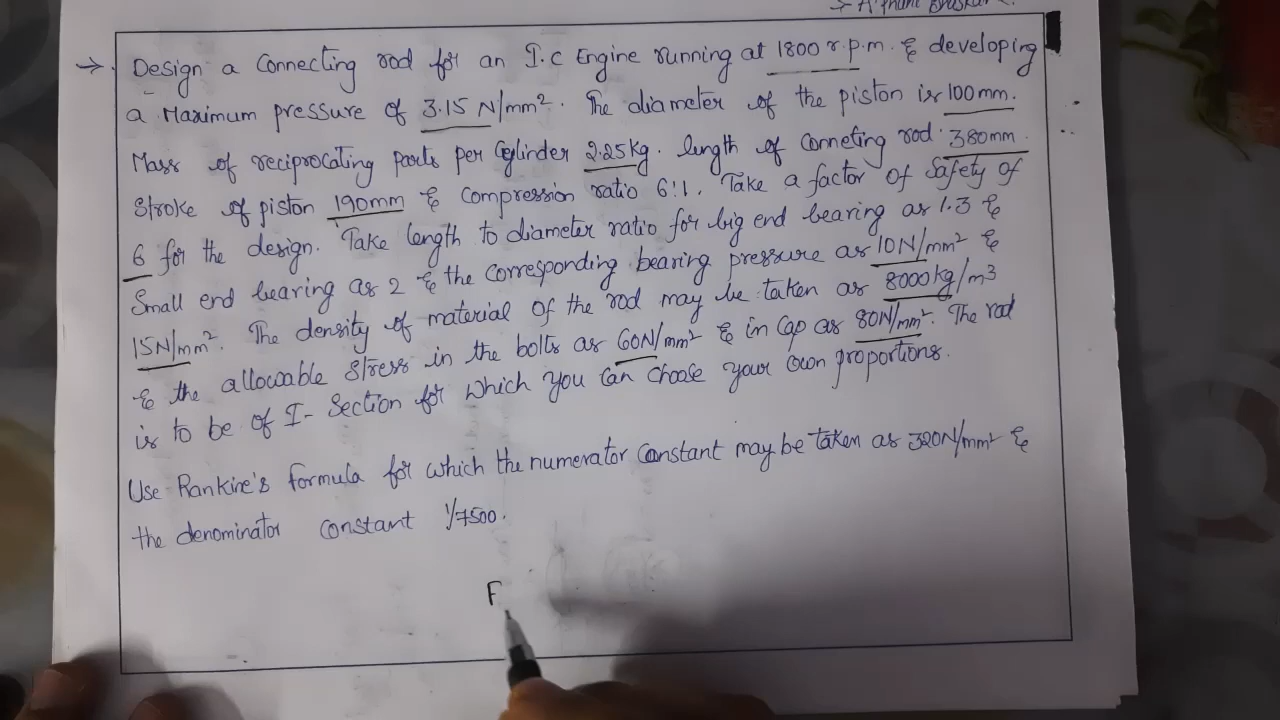 → Design a Connecting rod for an I.C Engine running at 1800 r.p.m. & developing
a Maximum pressure of 3.15 N/mm². The diameter of the piston is 100mm.
Mass of reciprocating parts per Cylinder 2.25kg. length of Conneting rod 380mm
Stroke of piston 190mm & Compression ratio 6:1. Take a factor of Safety of
6 for the design. Take length to diameter ratio for big end bearing as 1.3 &
Small end bearing as 2 & the corresponding bearing pressure as 10N/mm² &
15N/mm². The density of material of the rod may be taken as 8000kg/m3
& the allowable Stress in the bolts as 60N/mm² & in Cap as 80N/mm². The rod
is to be of I- Section for which you can choose your own proportions.
Use Rankine's formula for which the numerator Constant may be taken as 320N/mm² &
the denominator constant 1/7500.
F